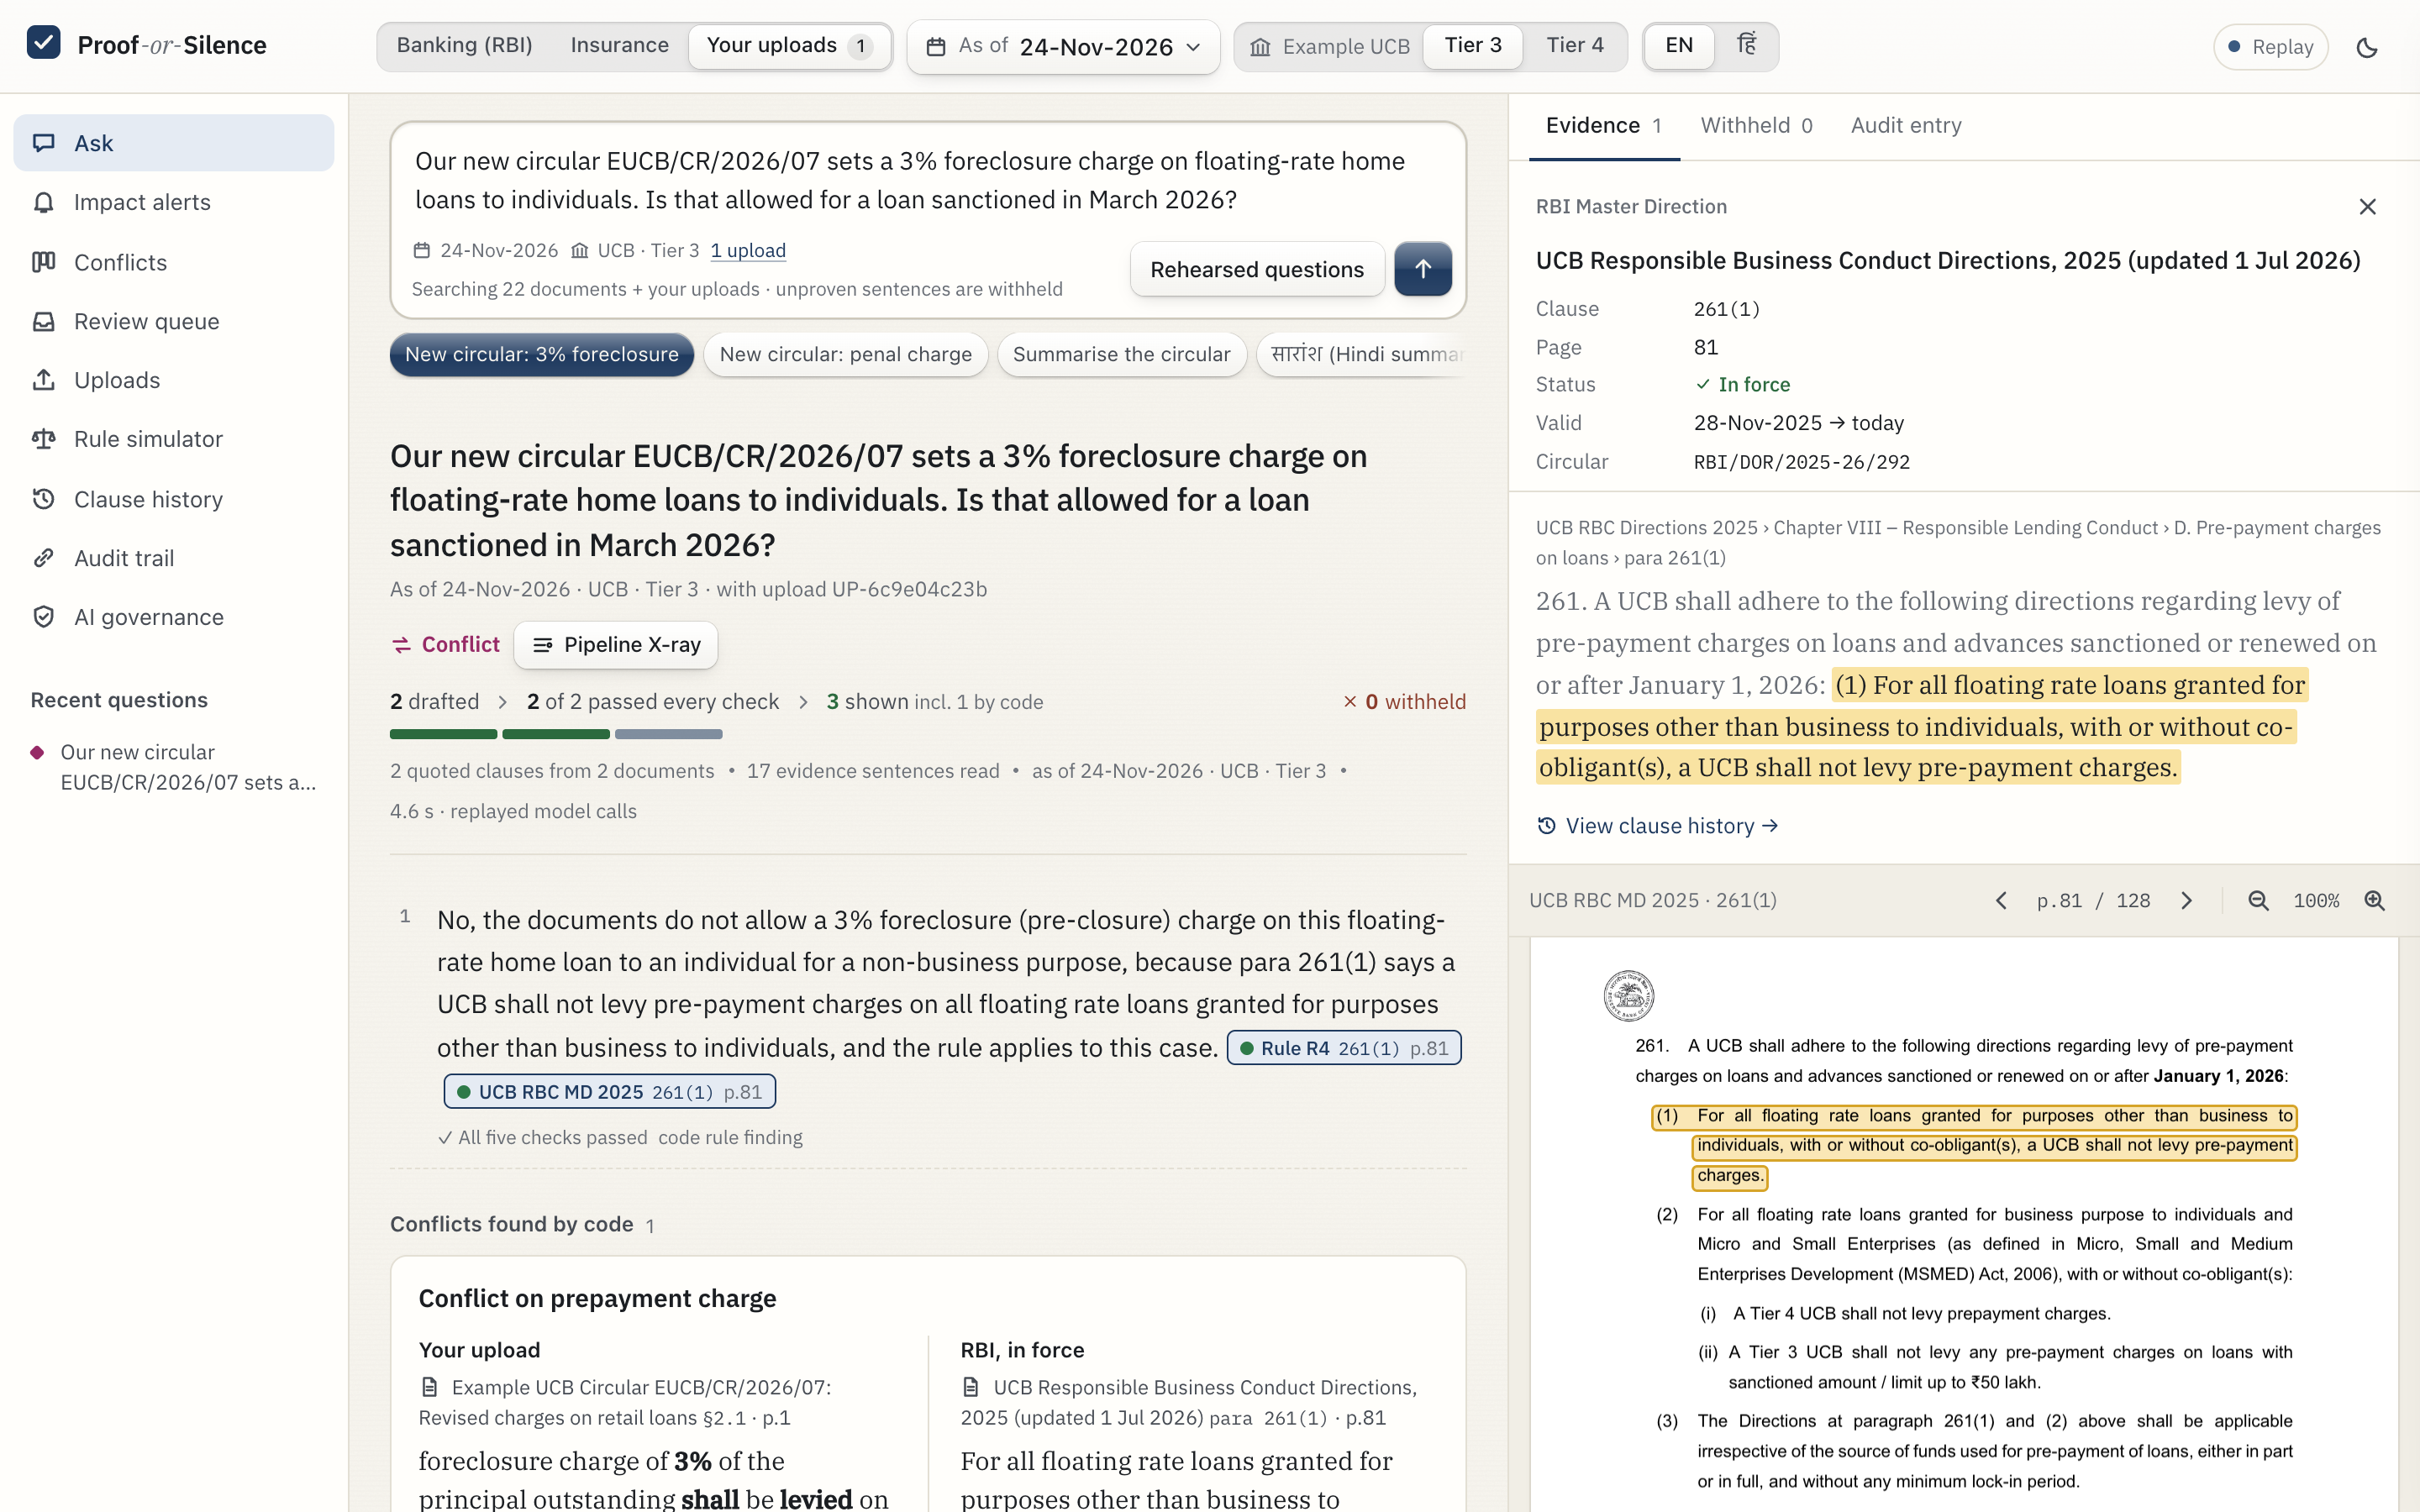 Proof-or-Silence
Banking (RBI) Insurance Your uploads 1
As of 24-Nov-2026
Example UCB Tier 3 Tier 4
EN हिं
Replay
Ask
Impact alerts
Conflicts
Review queue
Uploads
Rule simulator
Clause history
Audit trail
AI governance
Recent questions
Our new circular
EUCB/CR/2026/07 sets a...
Our new circular EUCB/CR/2026/07 sets a 3% foreclosure charge on floating-rate home
loans to individuals. Is that allowed for a loan sanctioned in March 2026?
24-Nov-2026 UCB · Tier 3 1 upload
Searching 22 documents + your uploads · unproven sentences are withheld
Rehearsed questions
New circular: 3% foreclosure New circular: penal charge Summarise the circular सारांश (Hindi summar
Our new circular EUCB/CR/2026/07 sets a 3% foreclosure charge on
floating-rate home loans to individuals. Is that allowed for a loan
sanctioned in March 2026?
As of 24-Nov-2026 · UCB · Tier 3 · with upload UP-6c9e04c23b
Conflict Pipeline X-ray
2 drafted > 2 of 2 passed every check > 3 shown incl. 1 by code × 0 withheld
2 quoted clauses from 2 documents • 17 evidence sentences read • as of 24-Nov-2026 · UCB · Tier 3 •
4.6 s · replayed model calls
1 No, the documents do not allow a 3% foreclosure (pre-closure) charge on this floating-
rate home loan to an individual for a non-business purpose, because para 261(1) says a
UCB shall not levy pre-payment charges on all floating rate loans granted for purposes
other than business to individuals, and the rule applies to this case. Rule R4 261(1) p.81
UCB RBC MD 2025 261(1) p.81
✓ All five checks passed code rule finding
Conflicts found by code 1
Conflict on prepayment charge
Your upload
Example UCB Circular EUCB/CR/2026/07:
Revised charges on retail loans §2.1 · p.1
foreclosure charge of 3% of the
principal outstanding shall be levied on
RBI, in force
UCB Responsible Business Conduct Directions,
2025 (updated 1 Jul 2026) para 261(1) · p.81
For all floating rate loans granted for
purposes other than business to
Evidence 1 Withheld 0 Audit entry
RBI Master Direction
UCB Responsible Business Conduct Directions, 2025 (updated 1 Jul 2026)
Clause 261(1)
Page 81
Status ✓ In force
Valid 28-Nov-2025 → today
Circular RBI/DOR/2025-26/292
UCB RBC Directions 2025 › Chapter VIII – Responsible Lending Conduct › D. Pre-payment charges
on loans › para 261(1)
261. A UCB shall adhere to the following directions regarding levy of
pre-payment charges on loans and advances sanctioned or renewed on
or after January 1, 2026: (1) For all floating rate loans granted for
purposes other than business to individuals, with or without co-
obligant(s), a UCB shall not levy pre-payment charges.
View clause history →
UCB RBC MD 2025 · 261(1) p.81 / 128 100%
261. A UCB shall adhere to the following directions regarding levy of pre-payment
charges on loans and advances sanctioned or renewed on or after January 1, 2026:
(1) For all floating rate loans granted for purposes other than business to
individuals, with or without co-obligant(s), a UCB shall not levy pre-payment
charges.
(2) For all floating rate loans granted for business purpose to individuals and
Micro and Small Enterprises (as defined in Micro, Small and Medium
Enterprises Development (MSMED) Act, 2006), with or without co-obligant(s):
(i) A Tier 4 UCB shall not levy prepayment charges.
(ii) A Tier 3 UCB shall not levy any pre-payment charges on loans with
sanctioned amount / limit up to ₹50 lakh.
(3) The Directions at paragraph 261(1) and (2) above shall be applicable
irrespective of the source of funds used for pre-payment of loans, either in part
or in full, and without any minimum lock-in period.